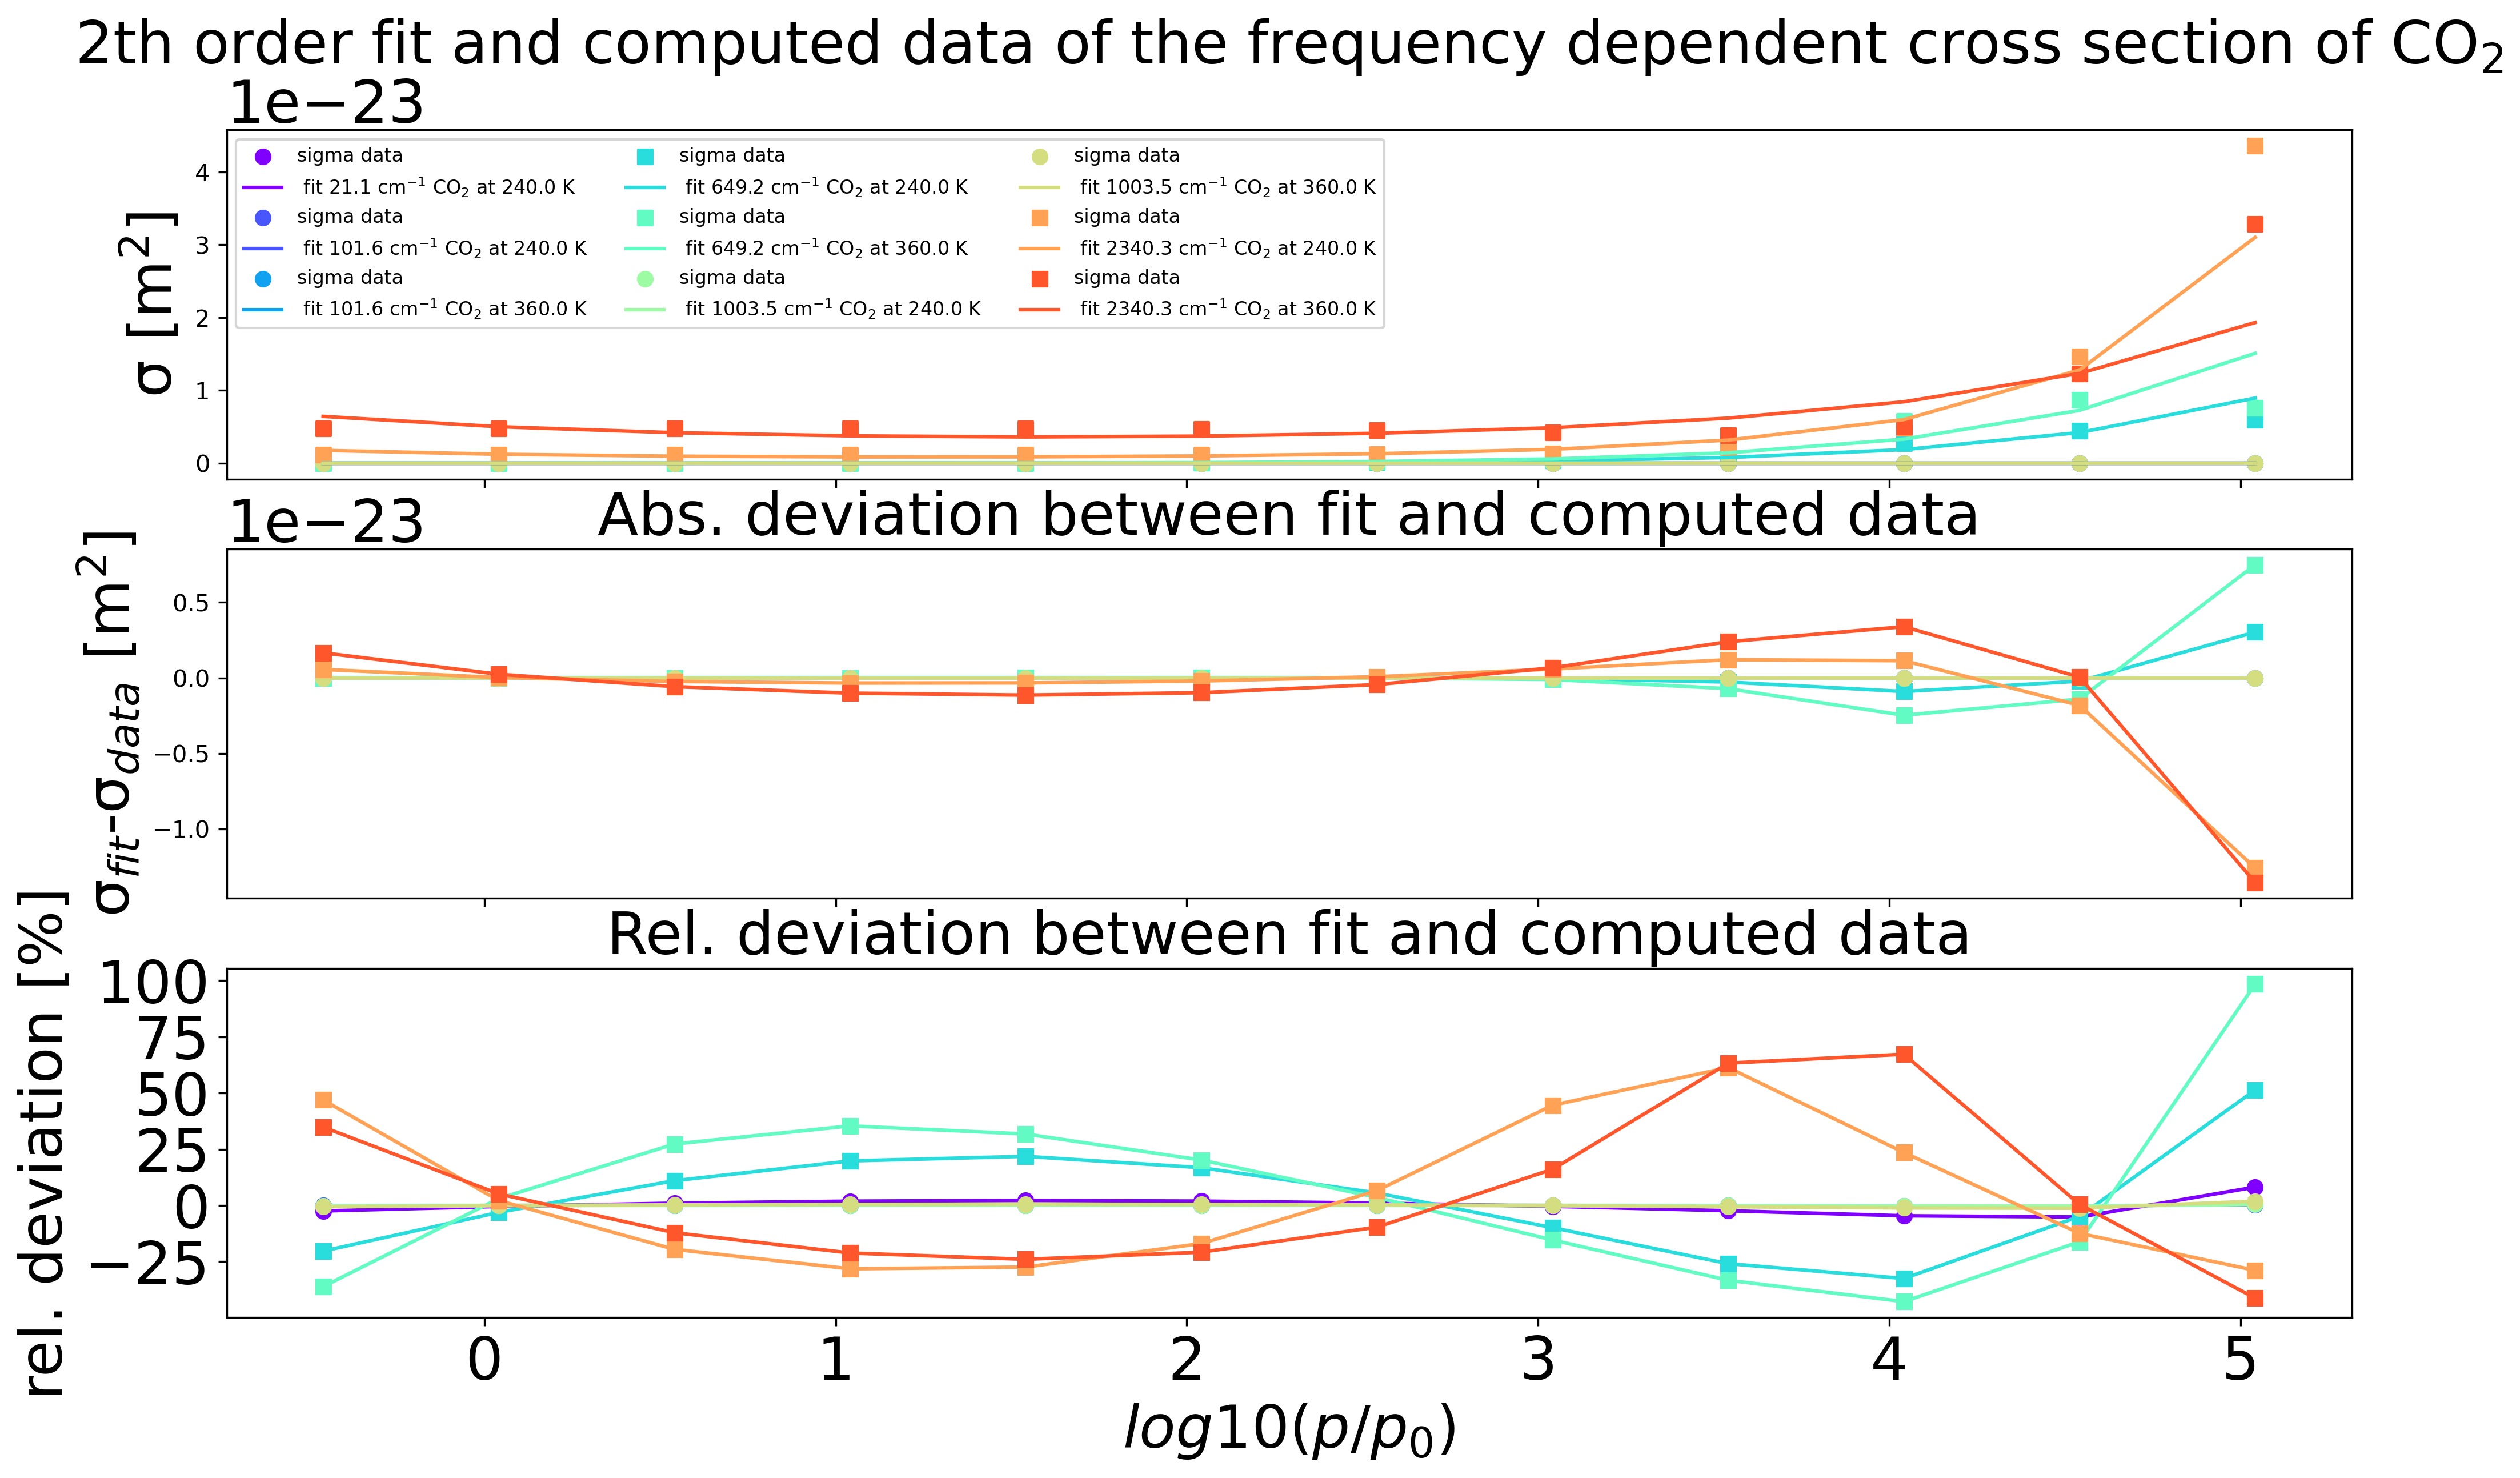 2th order fit and computed data of the frequency dependent cross section of CO₂
1e−23
σ [m²]
4
3
2
1
0
sigma data
fit 21.1 cm⁻¹ CO₂ at 240.0 K
sigma data
fit 101.6 cm⁻¹ CO₂ at 240.0 K
sigma data
fit 101.6 cm⁻¹ CO₂ at 360.0 K
sigma data
fit 649.2 cm⁻¹ CO₂ at 240.0 K
sigma data
fit 649.2 cm⁻¹ CO₂ at 360.0 K
sigma data
fit 1003.5 cm⁻¹ CO₂ at 240.0 K
sigma data
fit 1003.5 cm⁻¹ CO₂ at 360.0 K
sigma data
fit 2340.3 cm⁻¹ CO₂ at 240.0 K
sigma data
fit 2340.3 cm⁻¹ CO₂ at 360.0 K
Abs. deviation between fit and computed data
1e−23
σ_fit-σ_data [m²]
0.5
0.0
−0.5
−1.0
Rel. deviation between fit and computed data
rel. deviation [%]
100
75
50
25
0
−25
0 1 2 3 4 5
log10(p/p₀)